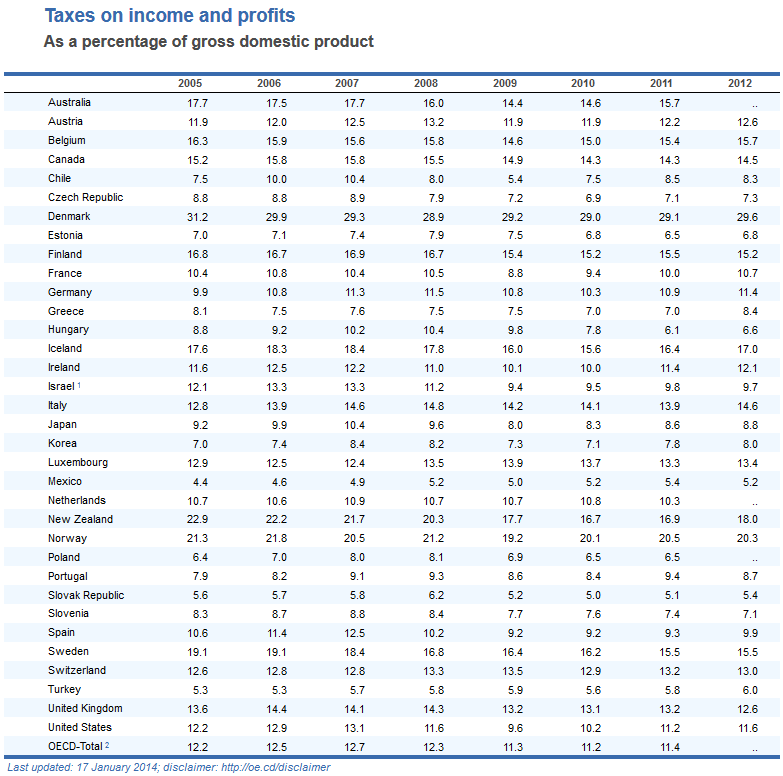 Taxes on income and profits
As a percentage of gross domestic product
2005 2006 2007 2008 2009 2010 2011 2012
Australia 17.7 17.5 17.7 16.0 14.4 14.6 15.7 ..
Austria 11.9 12.0 12.5 13.2 11.9 11.9 12.2 12.6
Belgium 16.3 15.9 15.6 15.8 14.6 15.0 15.4 15.7
Canada 15.2 15.8 15.8 15.5 14.9 14.3 14.3 14.5
Chile 7.5 10.0 10.4 8.0 5.4 7.5 8.5 8.3
Czech Republic 8.8 8.8 8.9 7.9 7.2 6.9 7.1 7.3
Denmark 31.2 29.9 29.3 28.9 29.2 29.0 29.1 29.6
Estonia 7.0 7.1 7.4 7.9 7.5 6.8 6.5 6.8
Finland 16.8 16.7 16.9 16.7 15.4 15.2 15.5 15.2
France 10.4 10.8 10.4 10.5 8.8 9.4 10.0 10.7
Germany 9.9 10.8 11.3 11.5 10.8 10.3 10.9 11.4
Greece 8.1 7.5 7.6 7.5 7.5 7.0 7.0 8.4
Hungary 8.8 9.2 10.2 10.4 9.8 7.8 6.1 6.6
Iceland 17.6 18.3 18.4 17.8 16.0 15.6 16.4 17.0
Ireland 11.6 12.5 12.2 11.0 10.1 10.0 11.4 12.1
Israel 1 12.1 13.3 13.3 11.2 9.4 9.5 9.8 9.7
Italy 12.8 13.9 14.6 14.8 14.2 14.1 13.9 14.6
Japan 9.2 9.9 10.4 9.6 8.0 8.3 8.6 8.8
Korea 7.0 7.4 8.4 8.2 7.3 7.1 7.8 8.0
Luxembourg 12.9 12.5 12.4 13.5 13.9 13.7 13.3 13.4
Mexico 4.4 4.6 4.9 5.2 5.0 5.2 5.4 5.2
Netherlands 10.7 10.6 10.9 10.7 10.7 10.8 10.3 ..
New Zealand 22.9 22.2 21.7 20.3 17.7 16.7 16.9 18.0
Norway 21.3 21.8 20.5 21.2 19.2 20.1 20.5 20.3
Poland 6.4 7.0 8.0 8.1 6.9 6.5 6.5 ..
Portugal 7.9 8.2 9.1 9.3 8.6 8.4 9.4 8.7
Slovak Republic 5.6 5.7 5.8 6.2 5.2 5.0 5.1 5.4
Slovenia 8.3 8.7 8.8 8.4 7.7 7.6 7.4 7.1
Spain 10.6 11.4 12.5 10.2 9.2 9.2 9.3 9.9
Sweden 19.1 19.1 18.4 16.8 16.4 16.2 15.5 15.5
Switzerland 12.6 12.8 12.8 13.3 13.5 12.9 13.2 13.0
Turkey 5.3 5.3 5.7 5.8 5.9 5.6 5.8 6.0
United Kingdom 13.6 14.4 14.1 14.3 13.2 13.1 13.2 12.6
United States 12.2 12.9 13.1 11.6 9.6 10.2 11.2 11.6
OECD-Total 2 12.2 12.5 12.7 12.3 11.3 11.2 11.4 ..
Last updated: 17 January 2014; disclaimer: http://oe.cd/disclaimer